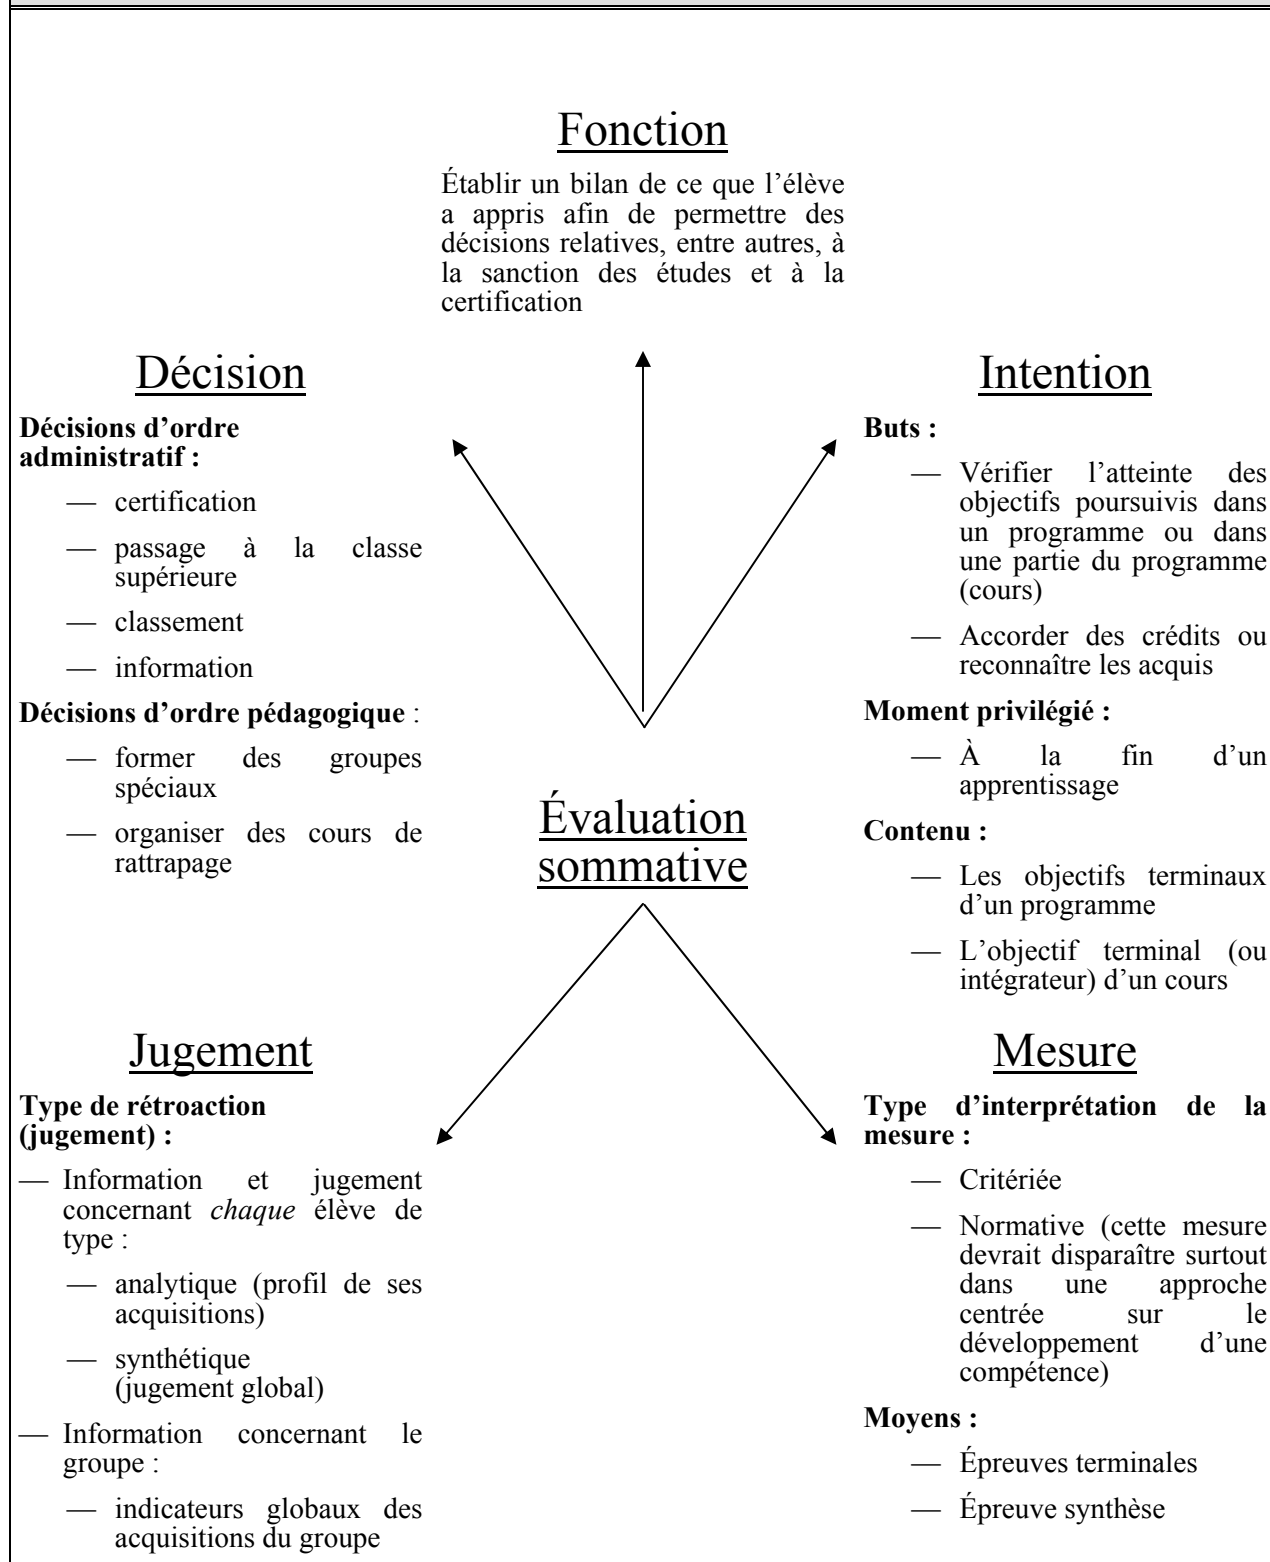 Fonction
Établir un bilan de ce que l’élève
a appris afin de permettre des
décisions relatives, entre autres, à
la sanction des études et à la
certification
Décision
Décisions d’ordre
administratif :
— certification
— passage à la classe
supérieure
— classement
— information
Décisions d’ordre pédagogique :
— former des groupes
spéciaux
— organiser des cours de
rattrapage
Intention
Buts :
— Vérifier l’atteinte des
objectifs poursuivis dans
un programme ou dans
une partie du programme
(cours)
— Accorder des crédits ou
reconnaître les acquis
Moment privilégié :
— À la fin d’un
apprentissage
Contenu :
— Les objectifs terminaux
d’un programme
— L’objectif terminal (ou
intégrateur) d’un cours
Évaluation
sommative
Jugement
Type de rétroaction
(jugement) :
— Information et jugement
concernant chaque élève de
type :
— analytique (profil de ses
acquisitions)
— synthétique
(jugement global)
— Information concernant le
groupe :
— indicateurs globaux des
acquisitions du groupe
Mesure
Type d’interprétation de la
mesure :
— Critériée
— Normative (cette mesure
devrait disparaître surtout
dans une approche
centrée sur le
développement d’une
compétence)
Moyens :
— Épreuves terminales
— Épreuve synthèse